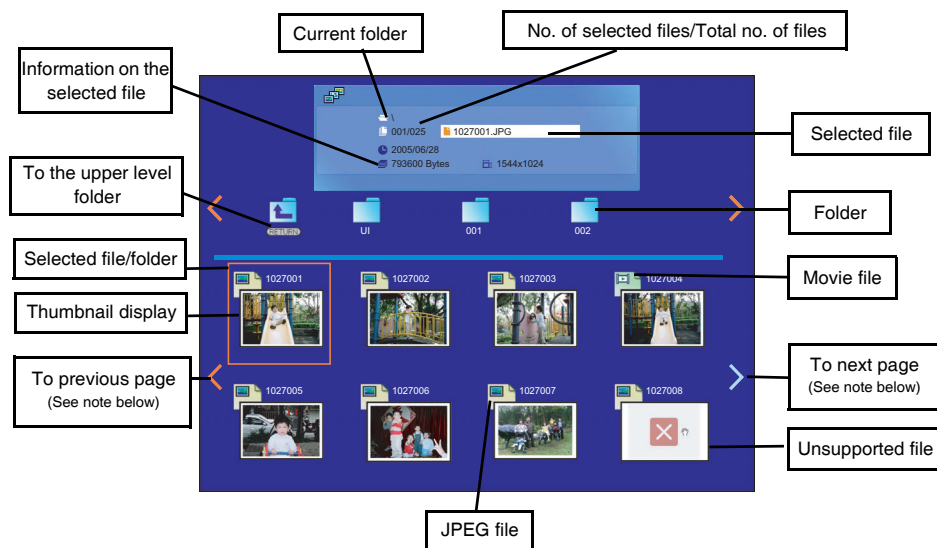 Current folder
No. of selected files/Total no. of files
Information on the
selected file
\
001/025
1027001.JPG
Selected file
2005/06/28
793600 Bytes
1544x1024
To the upper level
folder
RETURN
UI
001
002
Folder
Selected file/folder
1027001
1027002
1027003
1027004
Movie file
Thumbnail display
To previous page
(See note below)
To next page
(See note below)
1027005
1027006
1027007
1027008
Unsupported file
JPEG file